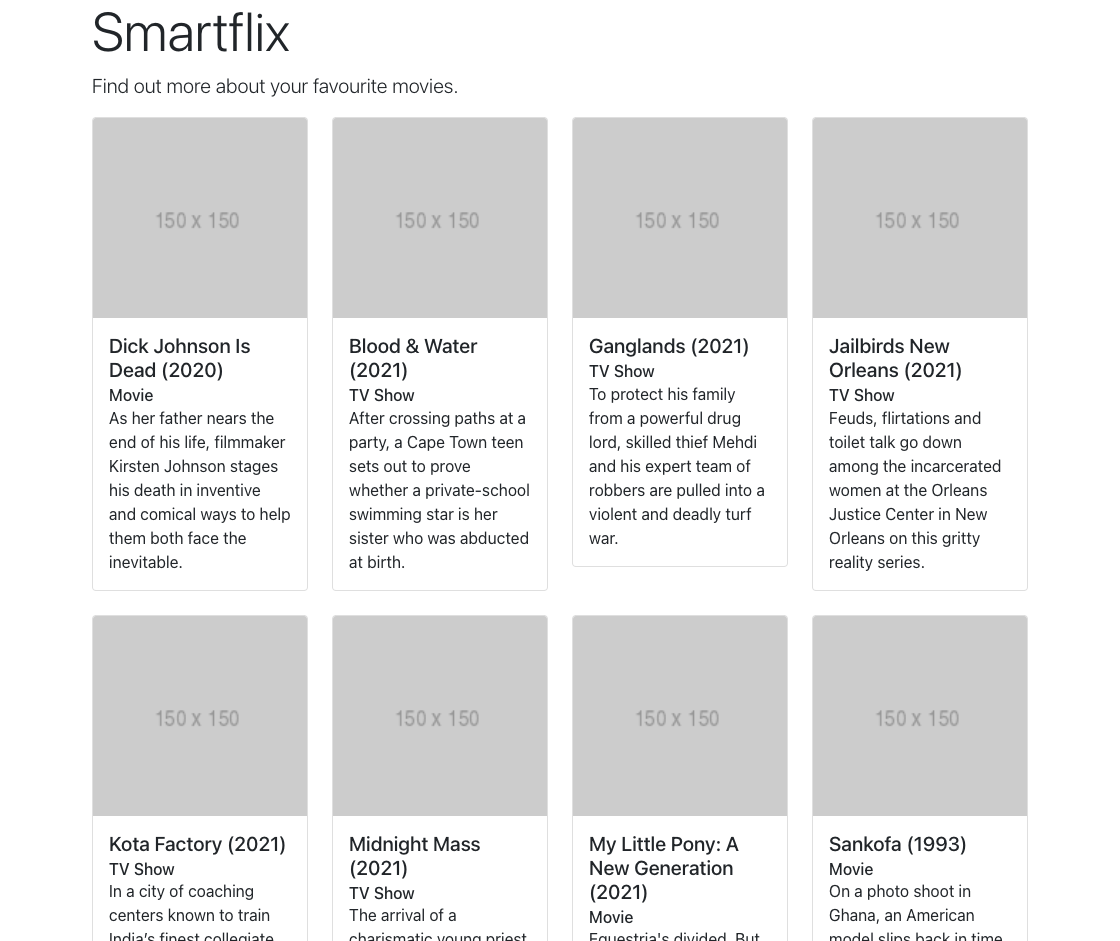 Smartflix
Find out more about your favourite movies.
150 x 150
150 x 150
150 x 150
150 x 150
Dick Johnson Is
Dead (2020)
Movie
As her father nears the
end of his life, filmmaker
Kirsten Johnson stages
his death in inventive
and comical ways to help
them both face the
inevitable.
Blood & Water
(2021)
TV Show
After crossing paths at a
party, a Cape Town teen
sets out to prove
whether a private-school
swimming star is her
sister who was abducted
at birth.
Ganglands (2021)
TV Show
To protect his family
from a powerful drug
lord, skilled thief Mehdi
and his expert team of
robbers are pulled into a
violent and deadly turf
war.
Jailbirds New
Orleans (2021)
TV Show
Feuds, flirtations and
toilet talk go down
among the incarcerated
women at the Orleans
Justice Center in New
Orleans on this gritty
reality series.
150 x 150
150 x 150
150 x 150
150 x 150
Kota Factory (2021)
TV Show
In a city of coaching
centers known to train
India’s finest collegiate
Midnight Mass
(2021)
TV Show
The arrival of a
charismatic young priest
My Little Pony: A
New Generation
(2021)
Movie
Equestria's divided. But
Sankofa (1993)
Movie
On a photo shoot in
Ghana, an American
model slips back in time